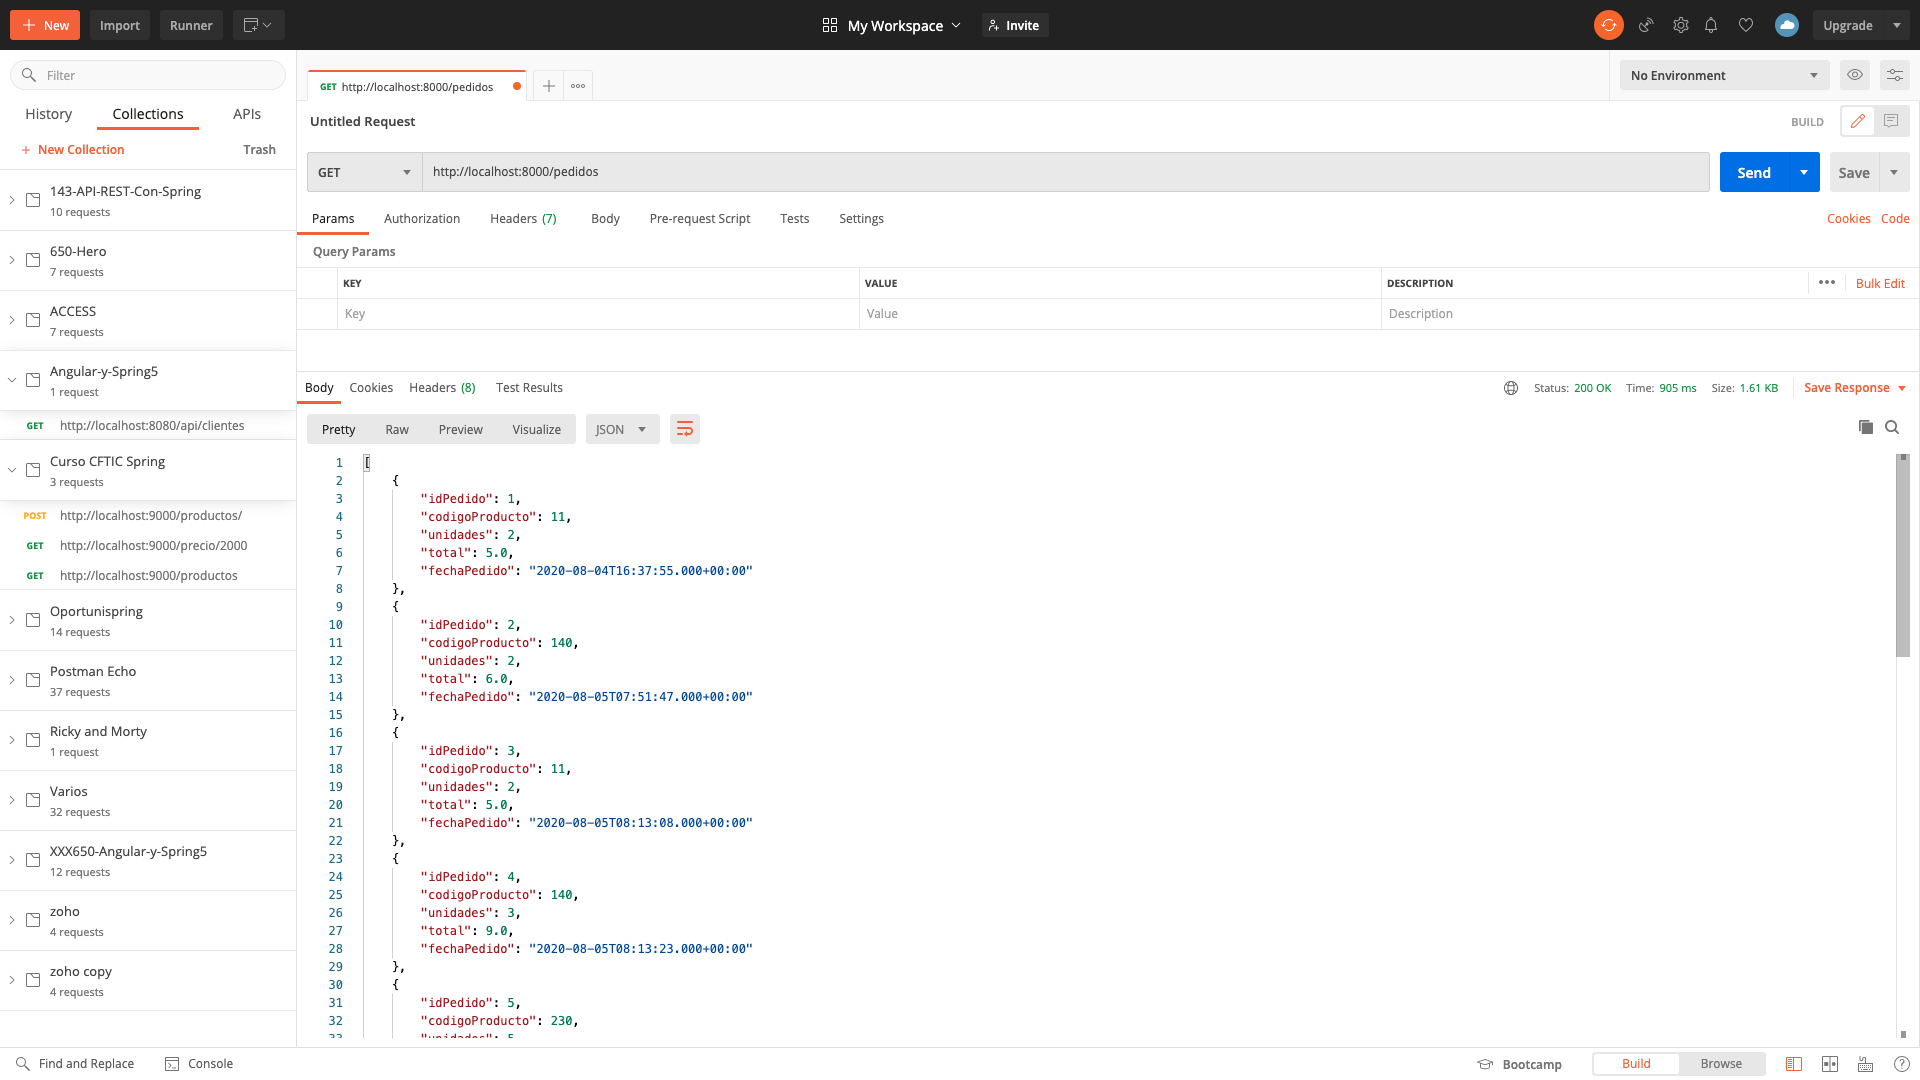 New
Import
Runner
My Workspace
Invite
Upgrade
Filter
History
Collections
APIs
New Collection
Trash
143-API-REST-Con-Spring
10 requests
650-Hero
7 requests
ACCESS
7 requests
Angular-y-Spring5
1 request
GET http://localhost:8080/api/clientes
Curso CFTIC Spring
3 requests
POST http://localhost:9000/productos/
GET http://localhost:9000/precio/2000
GET http://localhost:9000/productos
Oportunispring
14 requests
Postman Echo
37 requests
Ricky and Morty
1 request
Varios
32 requests
XXX650-Angular-y-Spring5
12 requests
zoho
4 requests
zoho copy
4 requests
GET http://localhost:8000/pedidos
No Environment
Untitled Request
BUILD
GET
http://localhost:8000/pedidos
Send
Save
Params
Authorization
Headers (7)
Body
Pre-request Script
Tests
Settings
Cookies
Code
Query Params
KEY
VALUE
DESCRIPTION
Bulk Edit
Key
Value
Description
Body
Cookies
Headers (8)
Test Results
Status: 200 OK
Time: 905 ms
Size: 1.61 KB
Save Response
Pretty
Raw
Preview
Visualize
JSON
1 [
2 {
3 "idPedido": 1,
4 "codigoProducto": 11,
5 "unidades": 2,
6 "total": 5.0,
7 "fechaPedido": "2020-08-04T16:37:55.000+00:00"
8 },
9 {
10 "idPedido": 2,
11 "codigoProducto": 140,
12 "unidades": 2,
13 "total": 6.0,
14 "fechaPedido": "2020-08-05T07:51:47.000+00:00"
15 },
16 {
17 "idPedido": 3,
18 "codigoProducto": 11,
19 "unidades": 2,
20 "total": 5.0,
21 "fechaPedido": "2020-08-05T08:13:08.000+00:00"
22 },
23 {
24 "idPedido": 4,
25 "codigoProducto": 140,
26 "unidades": 3,
27 "total": 9.0,
28 "fechaPedido": "2020-08-05T08:13:23.000+00:00"
29 },
30 {
31 "idPedido": 5,
32 "codigoProducto": 230,
33 "unidades": 5
Find and Replace
Console
Bootcamp
Build
Browse